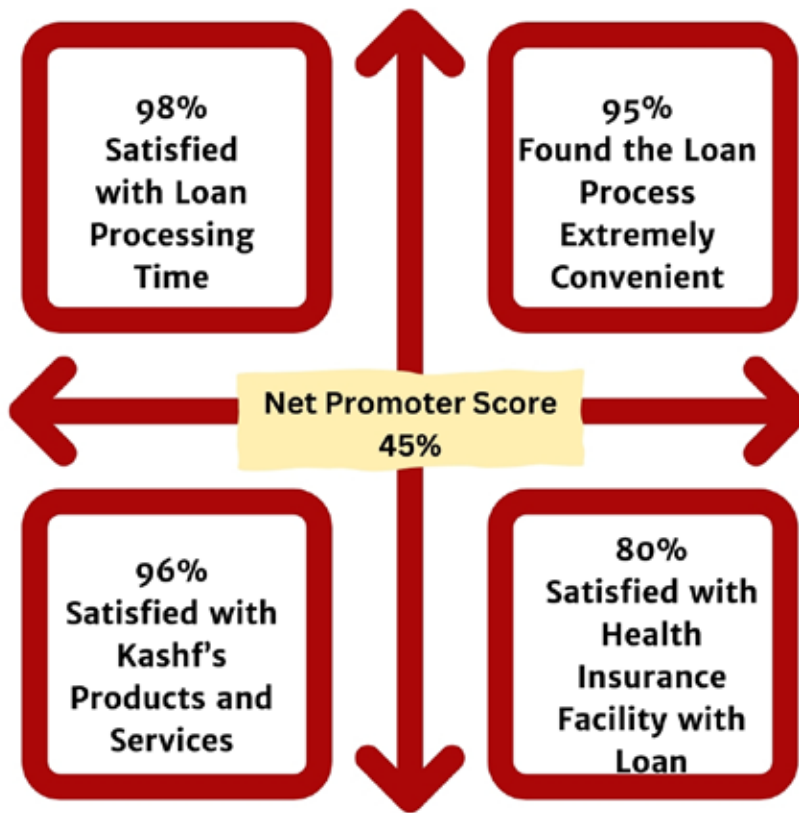 98%
Satisfied
with Loan
Processing
Time
95%
Found the Loan
Process
Extremely
Convenient
Net Promoter Score
45%
96%
Satisfied with
Kashf's
Products and
Services
80%
Satisfied with
Health
Insurance
Facility with
Loan